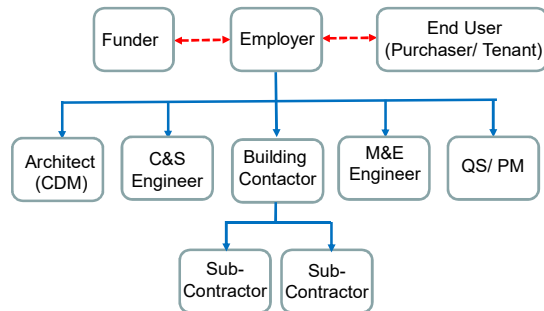 Funder
Employer
End User
(Purchaser/ Tenant)
Architect
(CDM)
C&S
Engineer
Building
Contactor
M&E
Engineer
QS/ PM
Sub-
Contractor
Sub-
Contractor